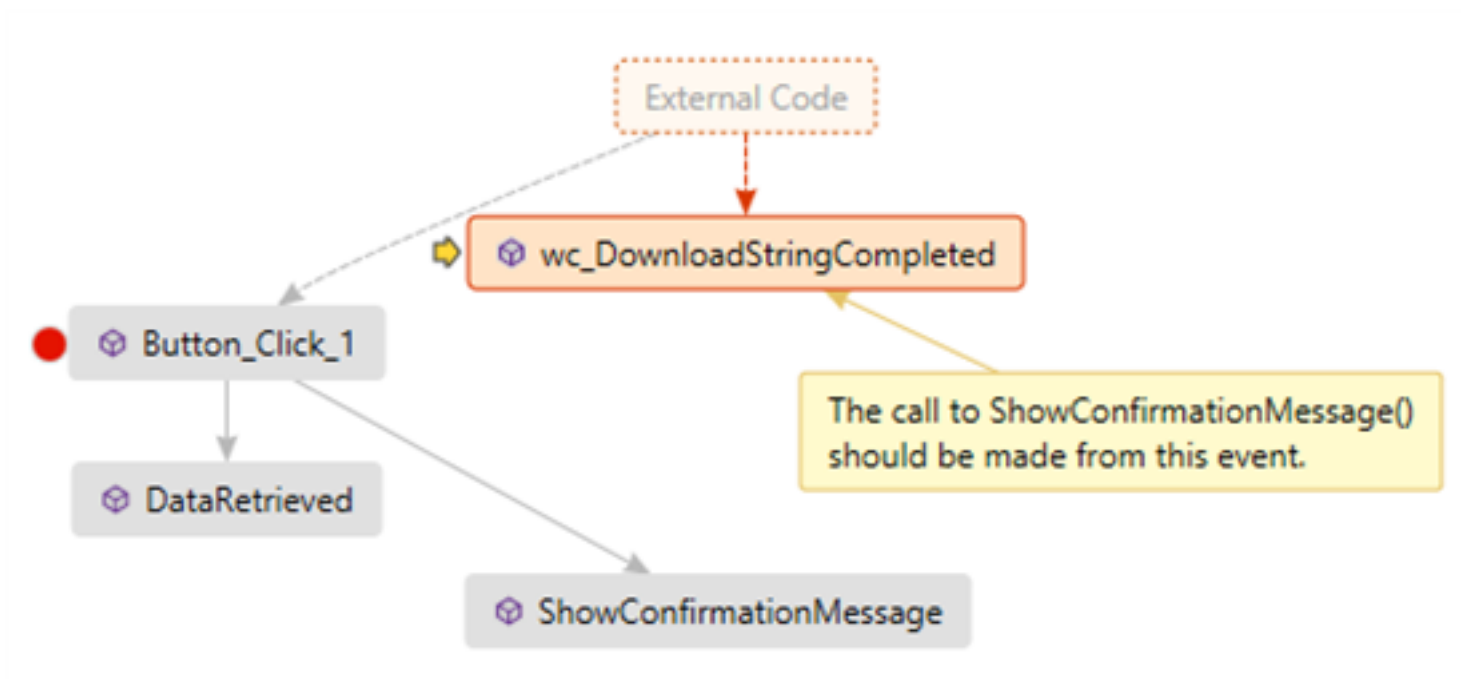 External Code
wc_DownloadStringCompleted
Button_Click_1
The call to ShowConfirmationMessage()
should be made from this event.
DataRetrieved
ShowConfirmationMessage